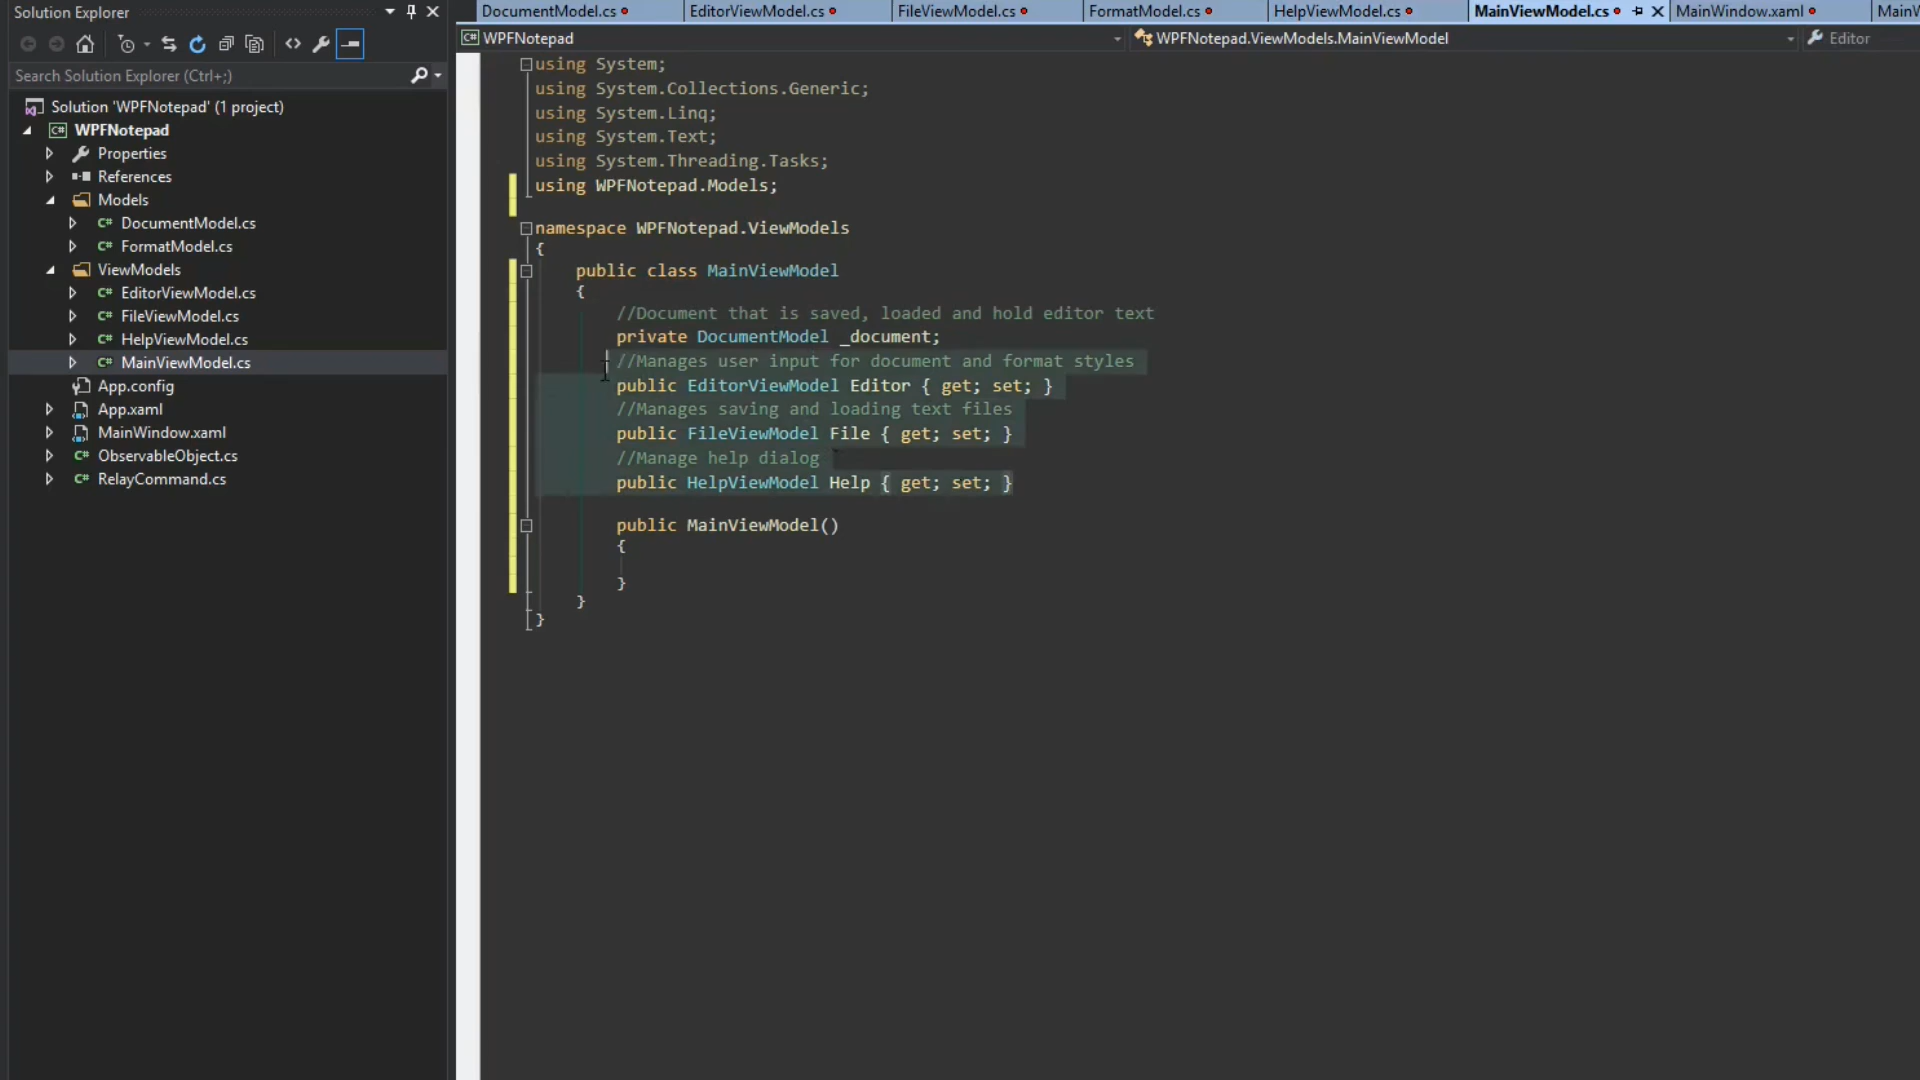 Solution Explorer
Search Solution Explorer (Ctrl+;)
Solution 'WPFNotepad' (1 project)
C# WPFNotepad
Properties
References
Models
C# DocumentModel.cs
C# FormatModel.cs
ViewModels
C# EditorViewModel.cs
C# FileViewModel.cs
C# HelpViewModel.cs
C# MainViewModel.cs
App.config
App.xaml
MainWindow.xaml
C# ObservableObject.cs
C# RelayCommand.cs
DocumentModel.cs EditorViewModel.cs FileViewModel.cs FormatModel.cs HelpViewModel.cs MainViewModel.cs MainWindow.xaml MainV
C# WPFNotepad WPFNotepad.ViewModels.MainViewModel Editor
using System;
using System.Collections.Generic;
using System.Linq;
using System.Text;
using System.Threading.Tasks;
using WPFNotepad.Models;
namespace WPFNotepad.ViewModels
{
public class MainViewModel
{
//Document that is saved, loaded and hold editor text
private DocumentModel _document;
//Manages user input for document and format styles
public EditorViewModel Editor { get; set; }
//Manages saving and loading text files
public FileViewModel File { get; set; }
//Manage help dialog
public HelpViewModel Help { get; set; }
public MainViewModel()
{
}
}
}